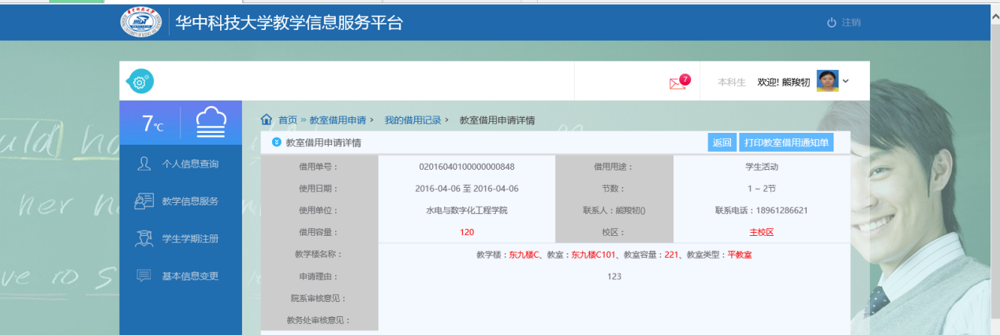 华中科技大学教学信息服务平台
注销
7
本科生 欢迎! 熊羧牣
7℃
首页 » 教室借用申请 › 我的借用记录 › 教室借用申请详情
教室借用申请详情
返回
打印教室借用通知单
个人信息查询
教学信息服务
学生学期注册
基本信息变更
借用单号： 02016040100000000848 借用用途： 学生活动
使用日期： 2016-04-06 至 2016-04-06 节数： 1 ~ 2节
使用单位： 水电与数字化工程学院 联系人：熊羧牣() 联系电话：18961286621
借用容量： 120 校区： 主校区
教学楼名称： 教学楼：东九楼C、教室：东九楼C101、教室容量：221、教室类型：平教室
申请理由： 123
院系审核意见：
教务处审核意见：